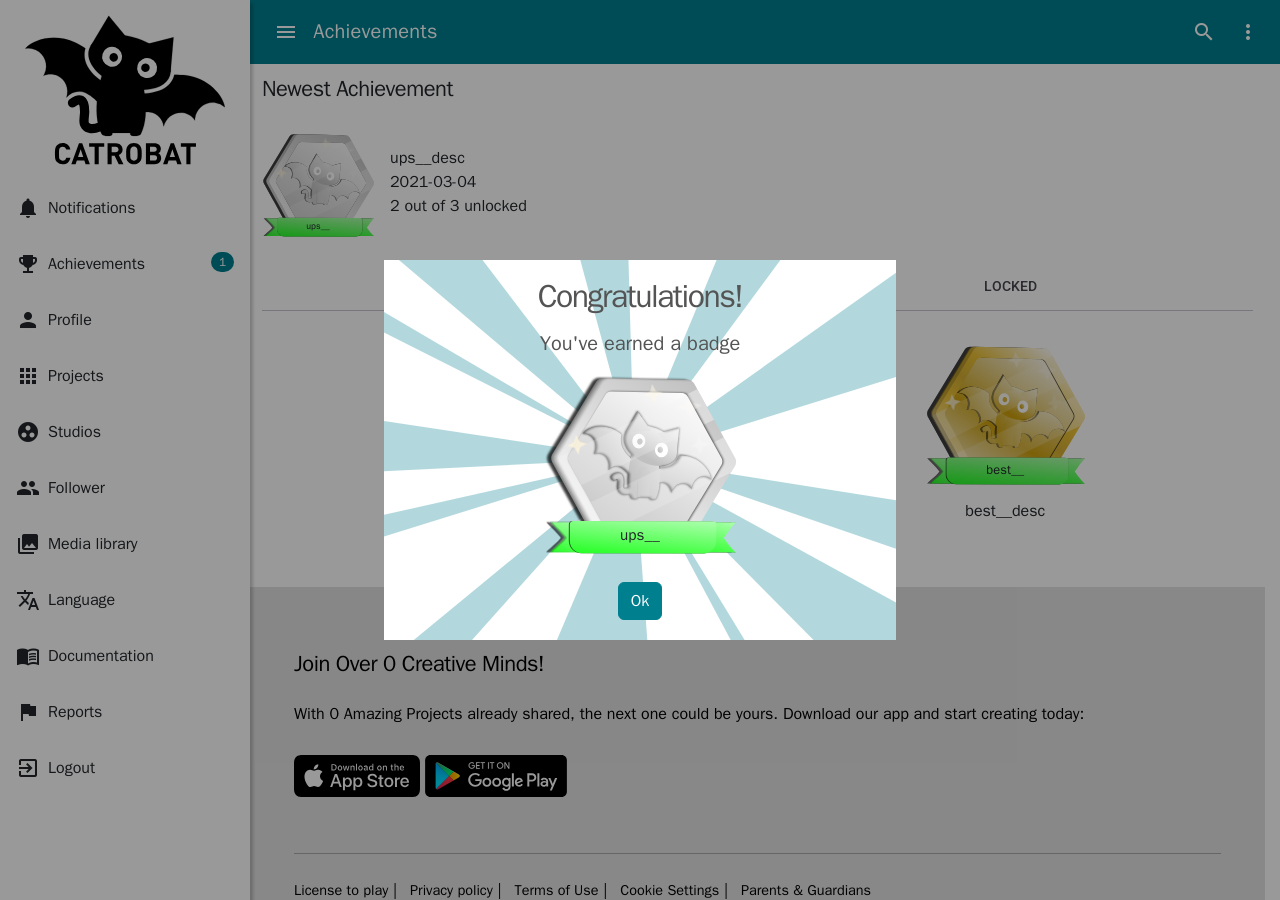 CATROBAT
Notifications
Achievements 1
Profile
Projects
Studios
Follower
Media library
Language
Documentation
Reports
Logout
Achievements
Newest Achievement
ups__
ups__desc
2021-03-04
2 out of 3 unlocked
LOCKED
best__
best__desc
Congratulations!
You've earned a badge
ups__
Ok
Join Over 0 Creative Minds!
With 0 Amazing Projects already shared, the next one could be yours. Download our app and start creating today:
Download on the
App Store
GET IT ON
Google Play
License to play | Privacy policy | Terms of Use | Cookie Settings | Parents & Guardians